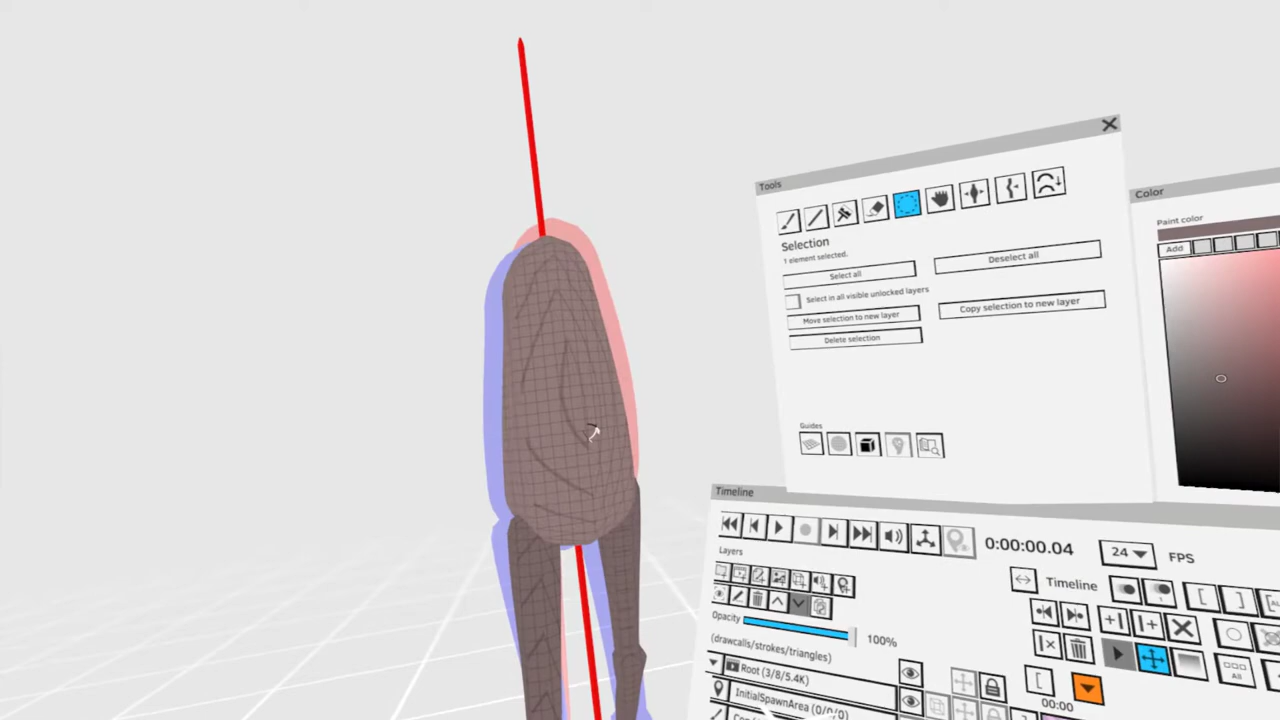 Tools
Color
Paint color
Add
Selection
1 element selected.
Select all
Deselect all
Select in all visible unlocked layers
Move selection to new layer
Copy selection to new layer
Delete selection
Guides
Timeline
0:00:00.04
24
FPS
Layers
Timeline
Opacity
100%
(drawcalls/strokes/triangles)
Root (3/8/5.4K)
InitialSpawnArea (0/0/0)
00:00